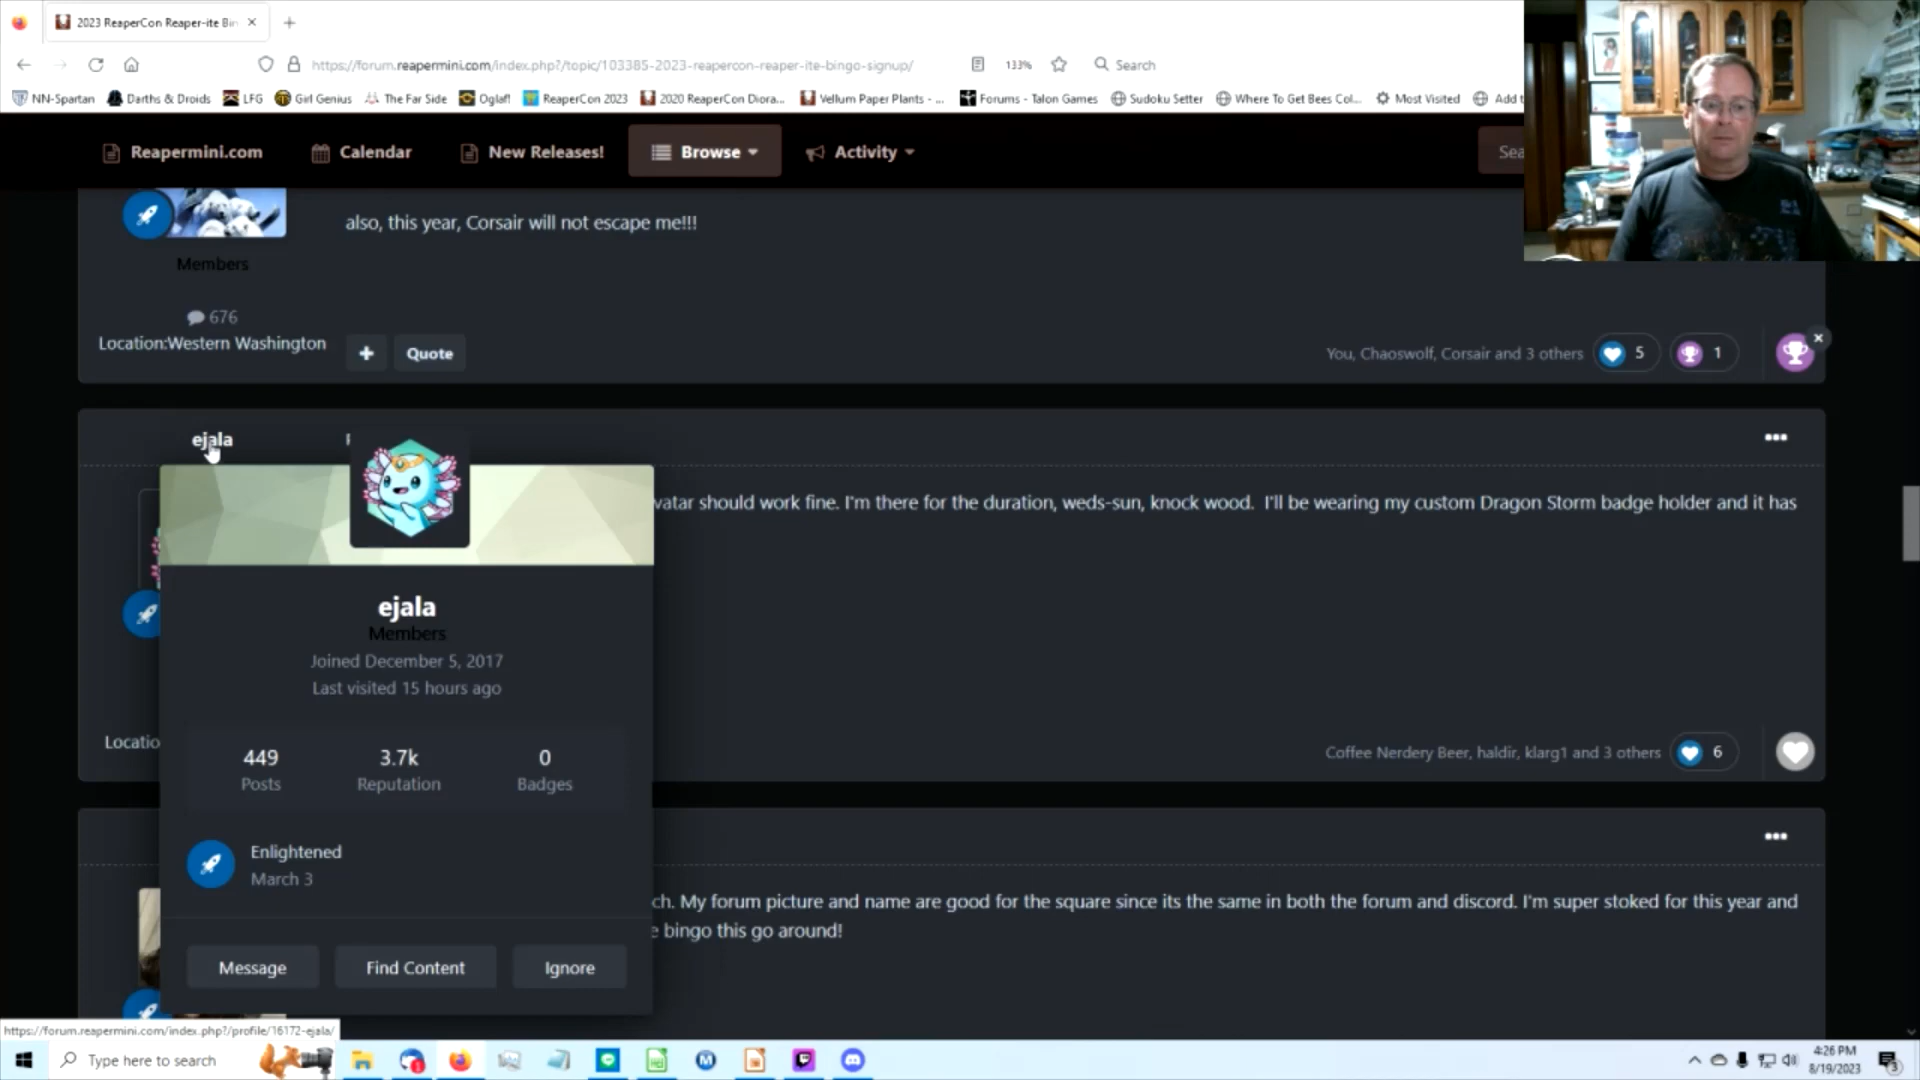 2023 ReaperCon Reaper-ite Bin
https://forum.reapermini.com/index.php?/topic/103385-2023-reapercon-reaper-ite-bingo-signup/
133%
Search
NN-Spartan
Darths & Droids
LFG
Girl Genius
The Far Side
Oglaf!
ReaperCon 2023
2020 ReaperCon Diora...
Vellum Paper Plants - ...
Forums - Talon Games
Sudoku Setter
Where To Get Bees Col...
Most Visited
Add t
Reapermini.com
Calendar
New Releases!
Browse
Activity
Sea
also, this year, Corsair will not escape me!!!
Members
676
Location:Western Washington
Quote
You, Chaoswolf, Corsair and 3 others
5
1
ejala
vatar should work fine. I'm there for the duration, weds-sun, knock wood. I'll be wearing my custom Dragon Storm badge holder and it has
ejala
Members
Joined December 5, 2017
Last visited 15 hours ago
449
Posts
3.7k
Reputation
0
Badges
Locatio
Coffee Nerdery Beer, haldir, klarg1 and 3 others
6
Enlightened
March 3
ch. My forum picture and name are good for the square since its the same in both the forum and discord. I'm super stoked for this year and
e bingo this go around!
Message
Find Content
Ignore
https://forum.reapermini.com/index.php?/profile/16172-ejala/
Type here to search
4:26 PM
8/19/2023
3